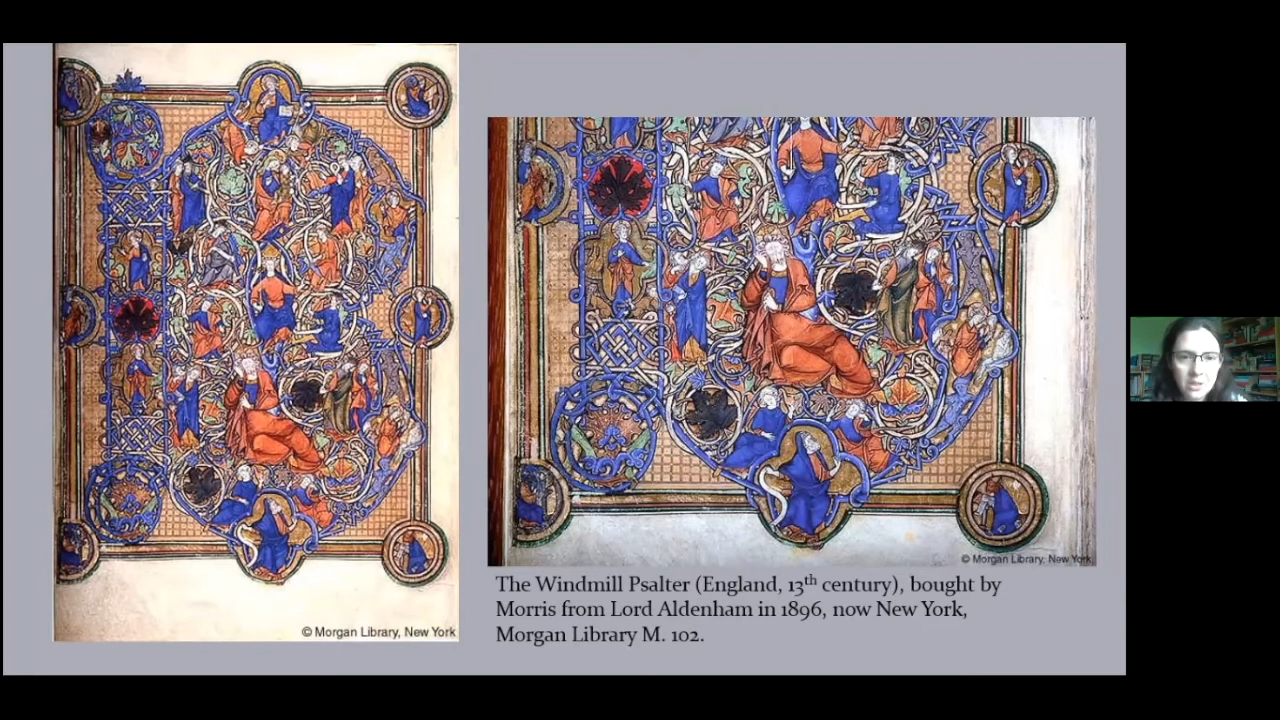 © Morgan Library, New York
© Morgan Library, New York
The Windmill Psalter (England, 13th century), bought by
Morris from Lord Aldenham in 1896, now New York,
Morgan Library M. 102.